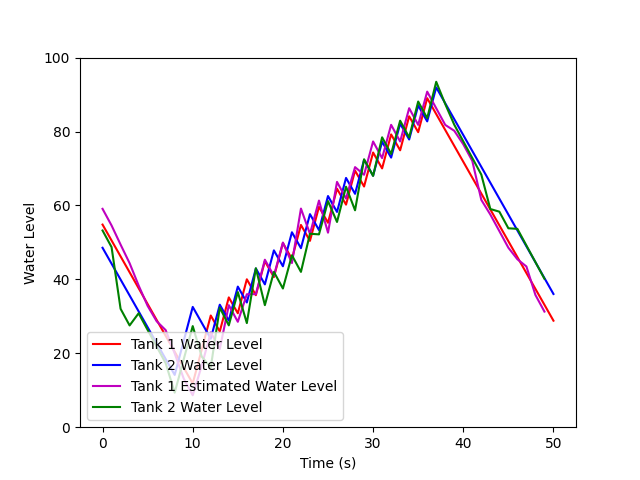 100
80
60
40
20
0
Water Level
Tank 1 Water Level
Tank 2 Water Level
Tank 1 Estimated Water Level
Tank 2 Water Level
0 10 20 30 40 50
Time (s)